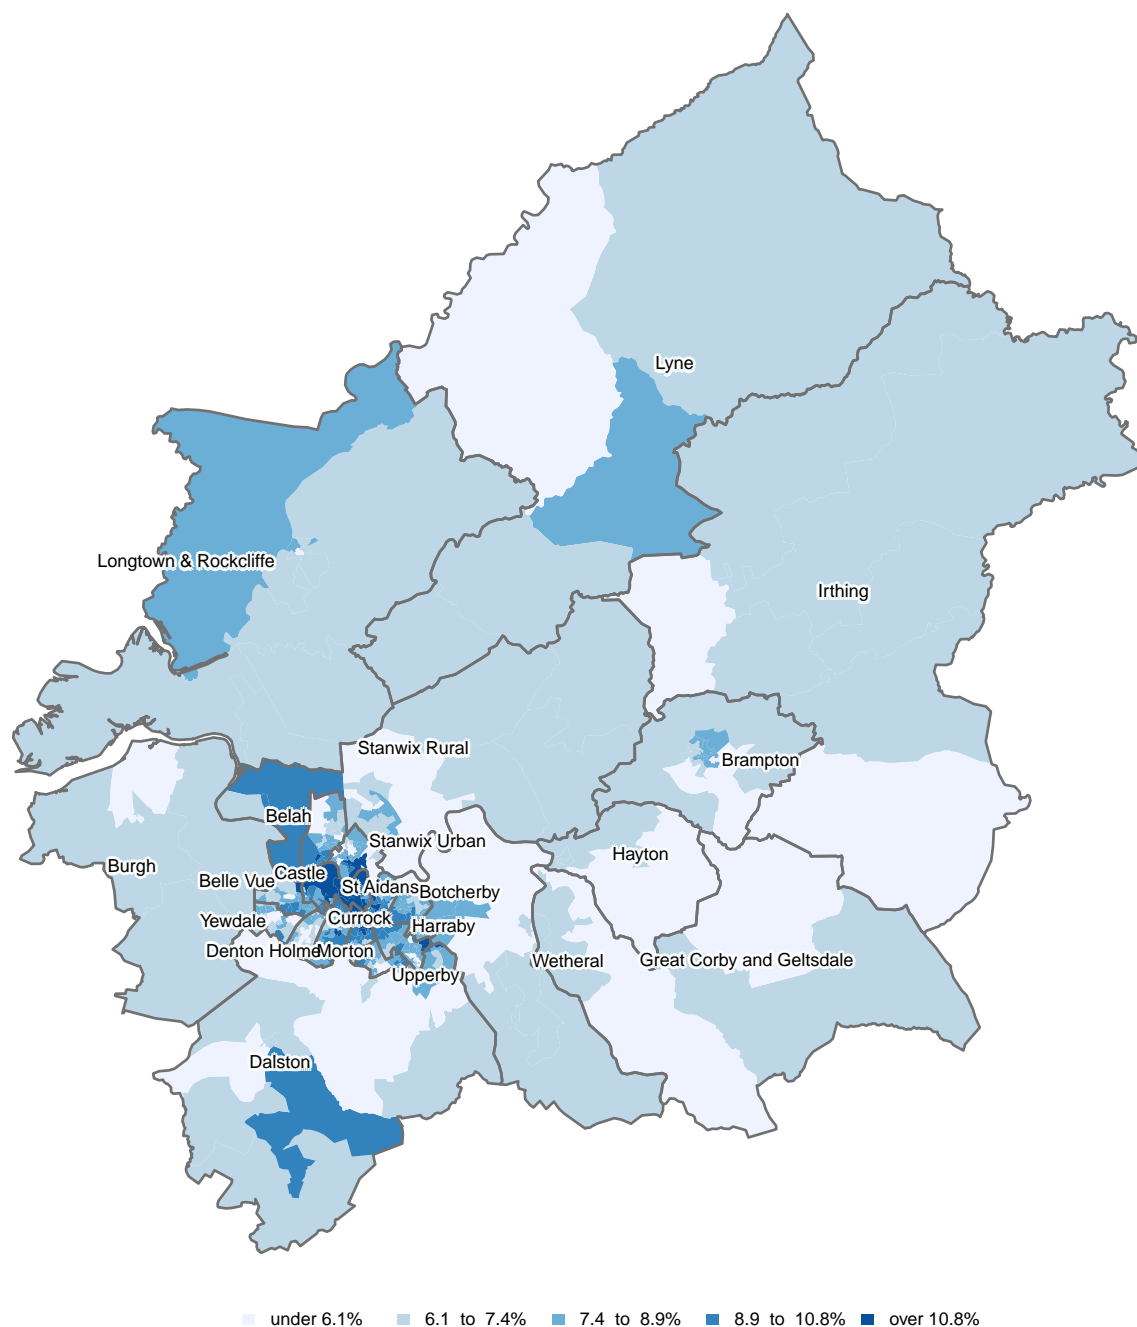 Lyne
Longtown & Rockcliffe
Irthing
Stanwix Rural
Brampton
Belah
Stanwix Urban
Hayton
Burgh
Belle Vue
Castle
St Aidans
Botcherby
Yewdale
Currock
Harraby
Denton Holme
Morton
Wetheral
Great Corby and Geltsdale
Upperby
Dalston
under 6.1%
6.1 to 7.4%
7.4 to 8.9%
8.9 to 10.8%
over 10.8%